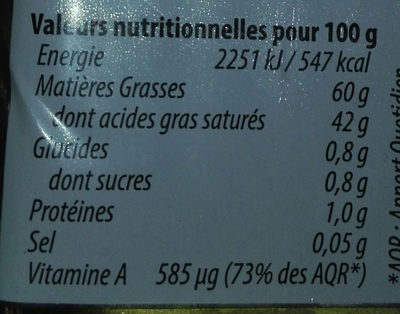 Valeurs nutritionnelles pour 100 g
Energie 2251 kJ / 547 kcal
Matières Grasses 60 g
dont acides gras saturés 42 g
Glucides 0,8 g
dont sucres 0,8 g
Protéines 1,0 g
Sel 0,05 g
Vitamine A 585 µg (73% des AQR*)
*AQR : Apport Quotidien